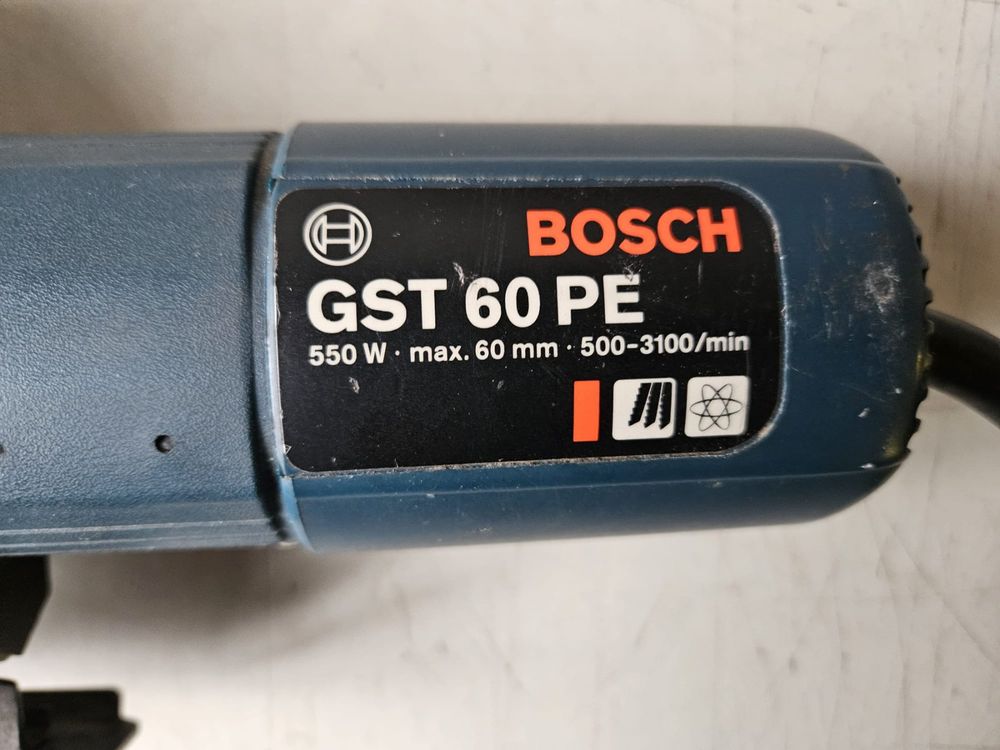 BOSCH
GST 60 PE
550 W · max. 60 mm · 500-3100/min